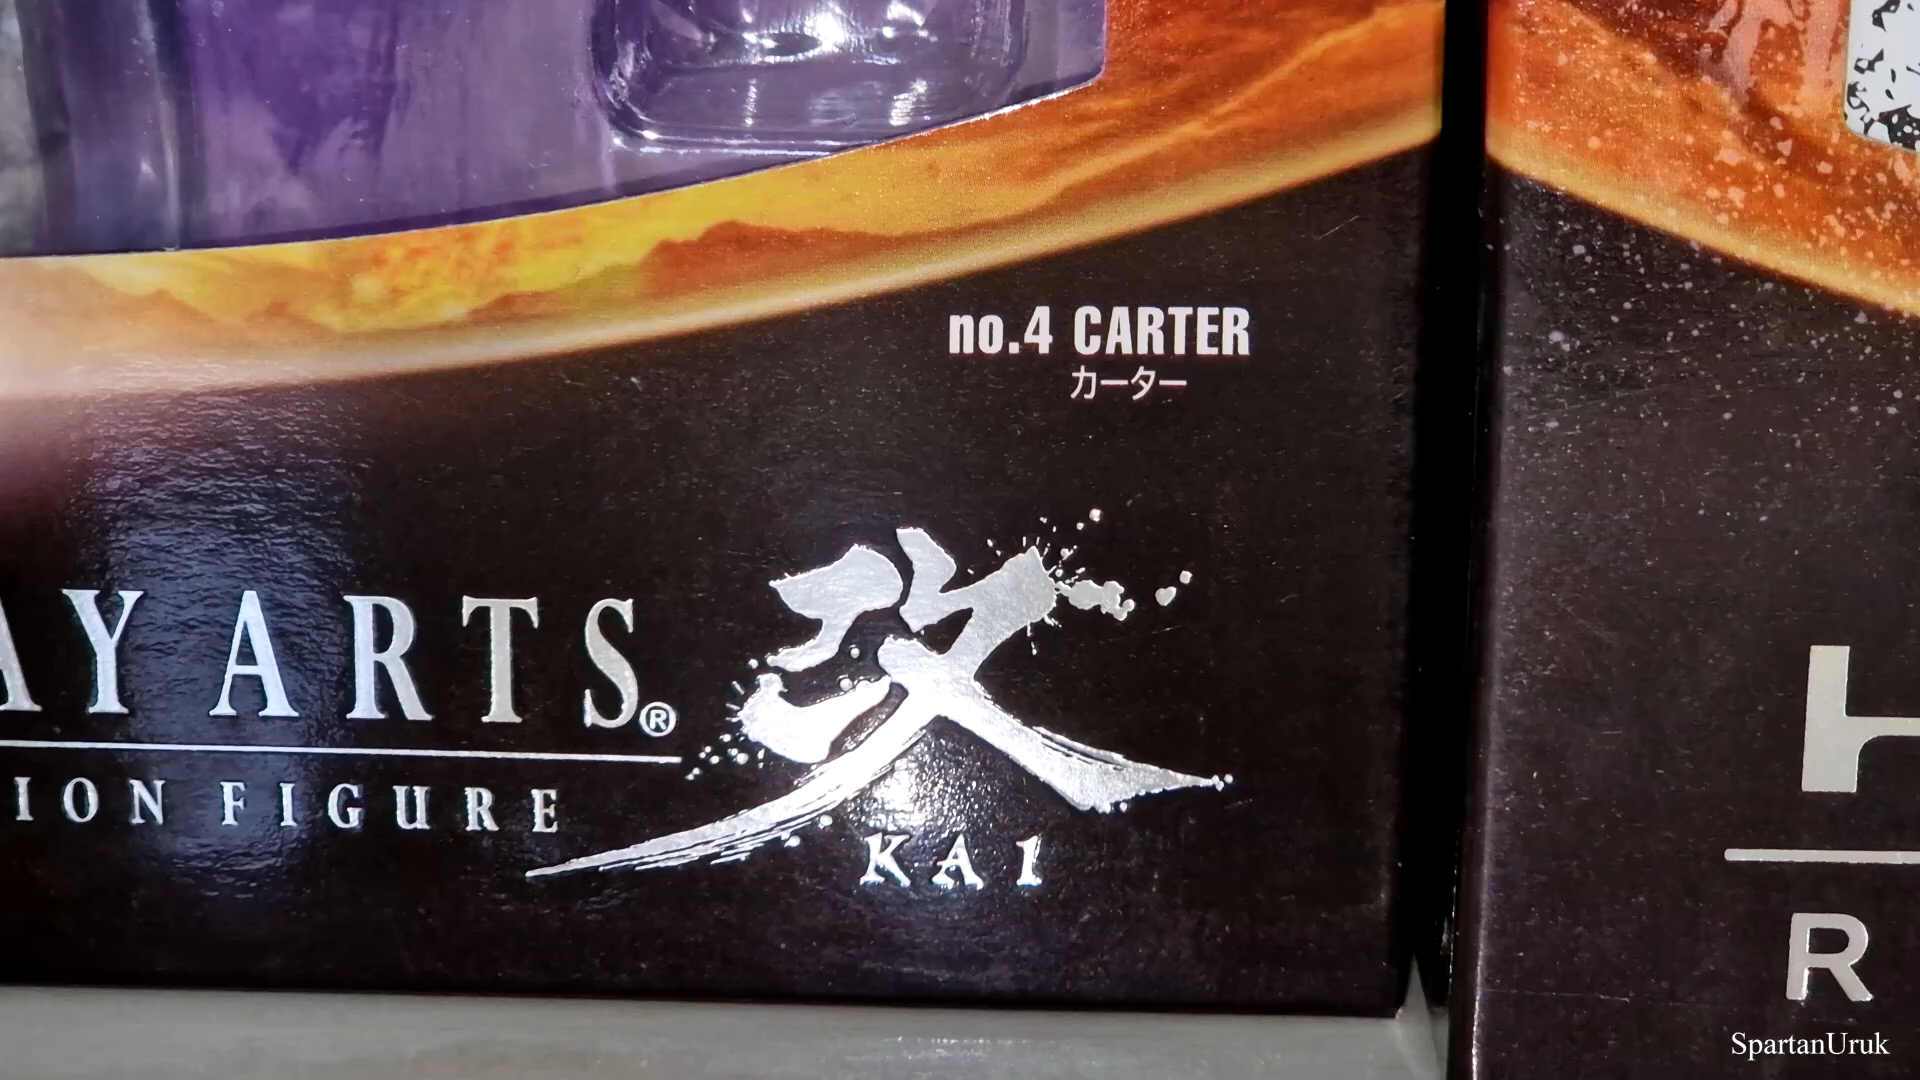 no.4 CARTER
カーター
AY ARTS®
改
ION FIGURE
KAI
H
R
SpartanUruk